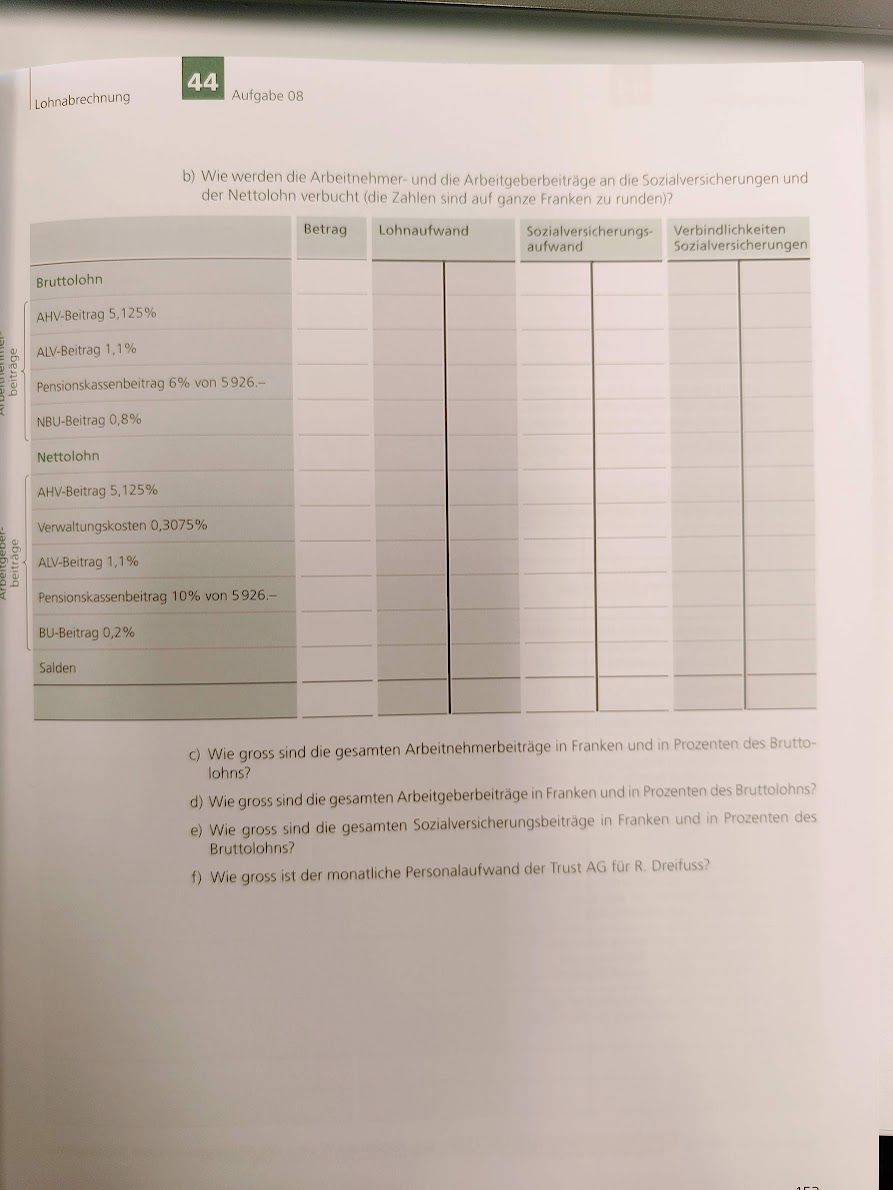 Lohnabrechnung
44
Aufgabe 08
b) Wie werden die Arbeitnehmer- und die Arbeitgeberbeiträge an die Sozialversicherungen und
der Nettolohn verbucht (die Zahlen sind auf ganze Franken zu runden)?
Betrag
Lohnaufwand
Sozialversicherungs-
aufwand
Verbindlichkeiten
Sozialversicherungen
Bruttolohn
beiträge
AHV-Beitrag 5,125%
ALV-Beitrag 1,1%
Pensionskassenbeitrag 6% von 5926.–
NBU-Beitrag 0,8%
Nettolohn
Arbeitgeber-
beiträge
AHV-Beitrag 5,125%
Verwaltungskosten 0,3075%
ALV-Beitrag 1,1%
Pensionskassenbeitrag 10% von 5926.–
BU-Beitrag 0,2%
Salden
c) Wie gross sind die gesamten Arbeitnehmerbeiträge in Franken und in Prozenten des Brutto-
lohns?
d) Wie gross sind die gesamten Arbeitgeberbeiträge in Franken und in Prozenten des Bruttolohns?
e) Wie gross sind die gesamten Sozialversicherungsbeiträge in Franken und in Prozenten des
Bruttolohns?
f) Wie gross ist der monatliche Personalaufwand der Trust AG für R. Dreifuss?